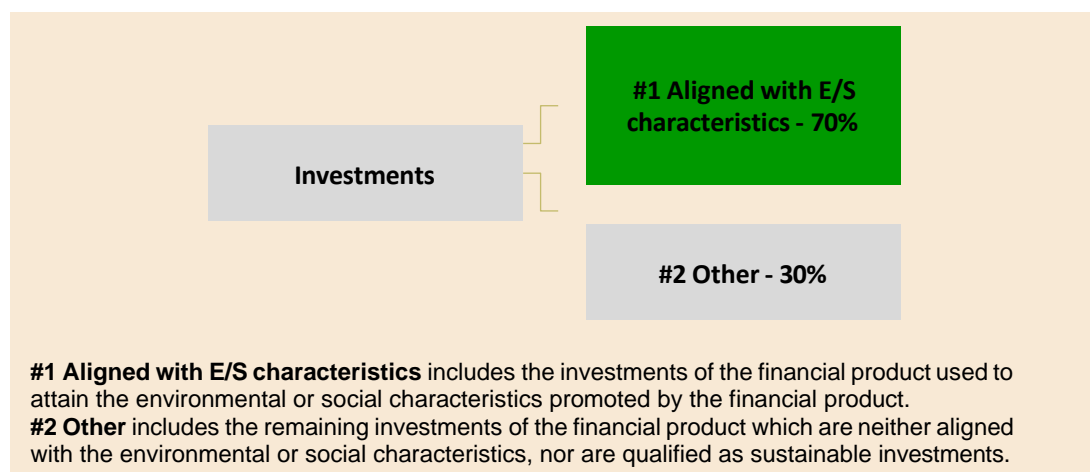 #1 Aligned with E/S
characteristics - 70%
Investments
#2 Other - 30%
#1 Aligned with E/S characteristics includes the investments of the financial product used to
attain the environmental or social characteristics promoted by the financial product.
#2 Other includes the remaining investments of the financial product which are neither aligned
with the environmental or social characteristics, nor are qualified as sustainable investments.